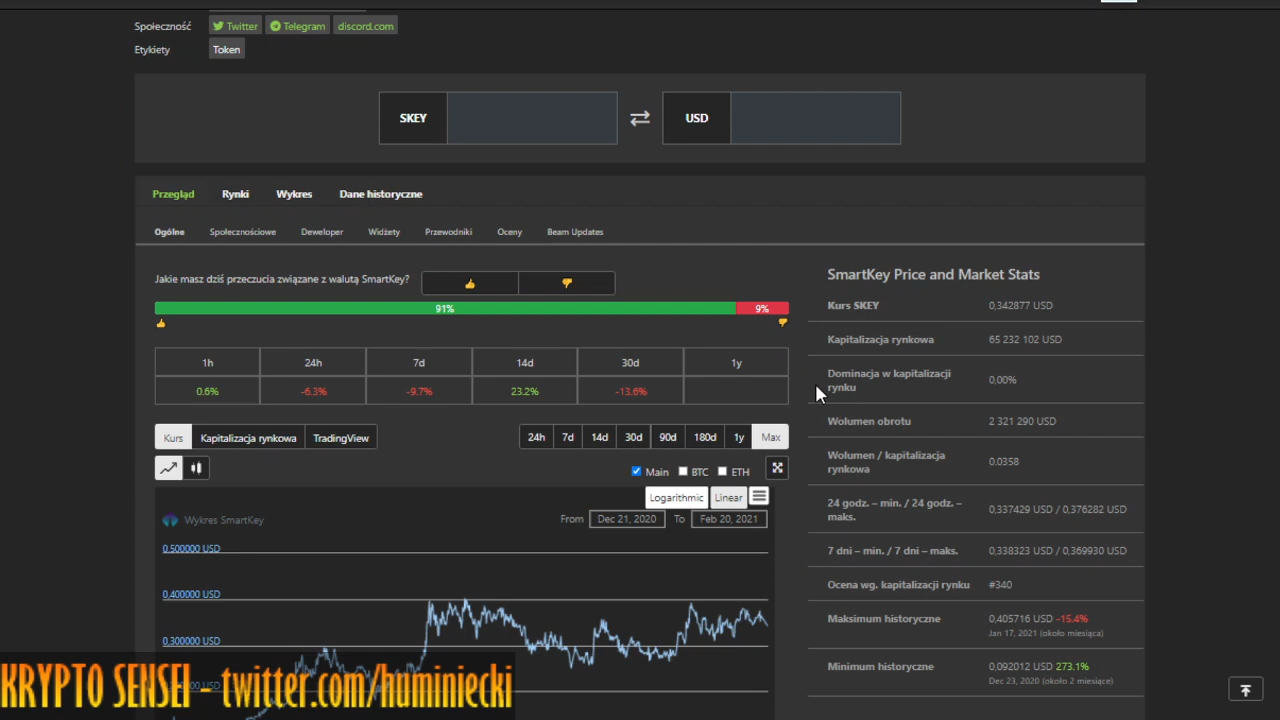 Społeczność Twitter Telegram discord.com
Etykiety Token
SKEY USD
Przegląd Rynki Wykres Dane historyczne
Ogólne Społecznościowe Deweloper Widżety Przewodniki Oceny Beam Updates
Jakie masz dziś przeczucia związane z walutą SmartKey?
91% 9%
1h 24h 7d 14d 30d 1y
0.6% -6.3% -9.7% 23.2% -13.6%
Kurs Kapitalizacja rynkowa TradingView 24h 7d 14d 30d 90d 180d 1y Max
Main BTC ETH
Logarithmic Linear
Wykres SmartKey From Dec 21, 2020 To Feb 20, 2021
0,500000 USD
0,400000 USD
0,300000 USD
SmartKey Price and Market Stats
Kurs SKEY 0,342877 USD
Kapitalizacja rynkowa 65 232 102 USD
Dominacja w kapitalizacji
rynku 0,00%
Wolumen obrotu 2 321 290 USD
Wolumen / kapitalizacja
rynkowa 0.0358
24 godz. – min. / 24 godz. –
maks. 0,337429 USD / 0,376282 USD
7 dni – min. / 7 dni – maks. 0,338323 USD / 0,369930 USD
Ocena wg. kapitalizacji rynku #340
Maksimum historyczne 0,405716 USD -15.4%
Jan 17, 2021 (około miesiąca)
Minimum historyczne 0,092012 USD 273.1%
Dec 23, 2020 (około 2 miesiące)
KRYPTO SENSEI - twitter.com/huminiecki